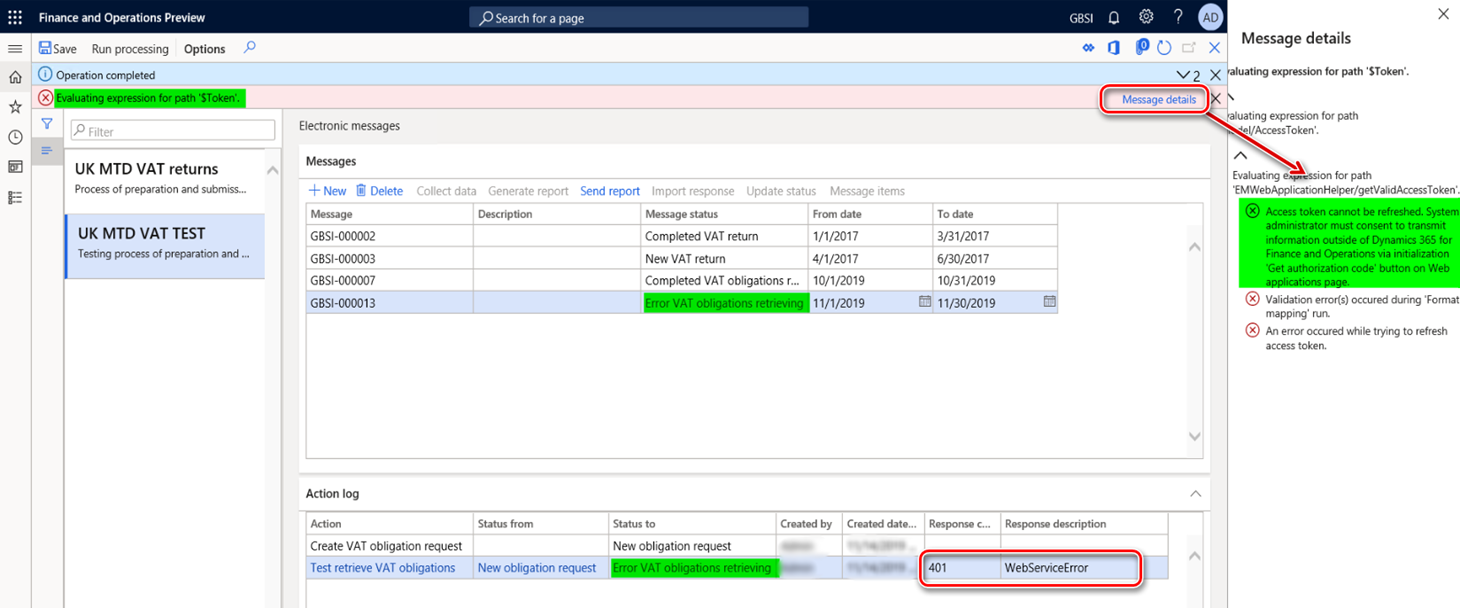 Finance and Operations Preview
Search for a page
GBSI
?
AD
Save Run processing Options
0
Operation completed
2
Evaluating expression for path '$Token'.
Message details
Filter
UK MTD VAT returns
Process of preparation and submiss...
UK MTD VAT TEST
Testing process of preparation and ...
Electronic messages
Messages
New Delete Collect data Generate report Send report Import response Update status Message items
Message Description Message status From date To date
GBSI-000002 Completed VAT return 1/1/2017 3/31/2017
GBSI-000003 New VAT return 4/1/2017 6/30/2017
GBSI-000007 Completed VAT obligations r... 10/1/2019 10/31/2019
GBSI-000013 Error VAT obligations retrieving 11/1/2019 11/30/2019
Action log
Action Status from Status to Created by Created date... Response c... Response description
Create VAT obligation request New obligation request
Test retrieve VAT obligations New obligation request Error VAT obligations retrieving 401 WebServiceError
Message details
valuating expression for path '$Token'.
valuating expression for path
del/AccessToken'.
Evaluating expression for path
'EMWebApplicationHelper/getValidAccessToken'.
Access token cannot be refreshed. System
administrator must consent to transmit
information outside of Dynamics 365 for
Finance and Operations via initialization
'Get authorization code' button on Web
applications page.
Validation error(s) occured during 'Format
mapping' run.
An error occured while trying to refresh
access token.